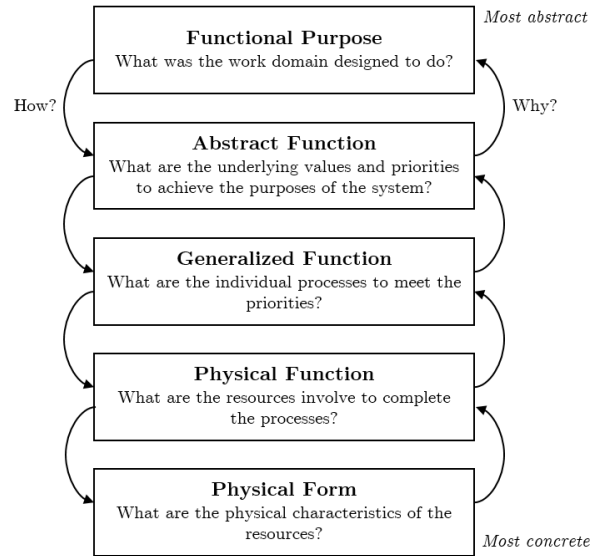 Most abstract
Functional Purpose
What was the work domain designed to do?
How?
Why?
Abstract Function
What are the underlying values and priorities
to achieve the purposes of the system?
Generalized Function
What are the individual processes to meet the
priorities?
Physical Function
What are the resources involve to complete
the processes?
Physical Form
What are the physical characteristics of the
resources?
Most concrete